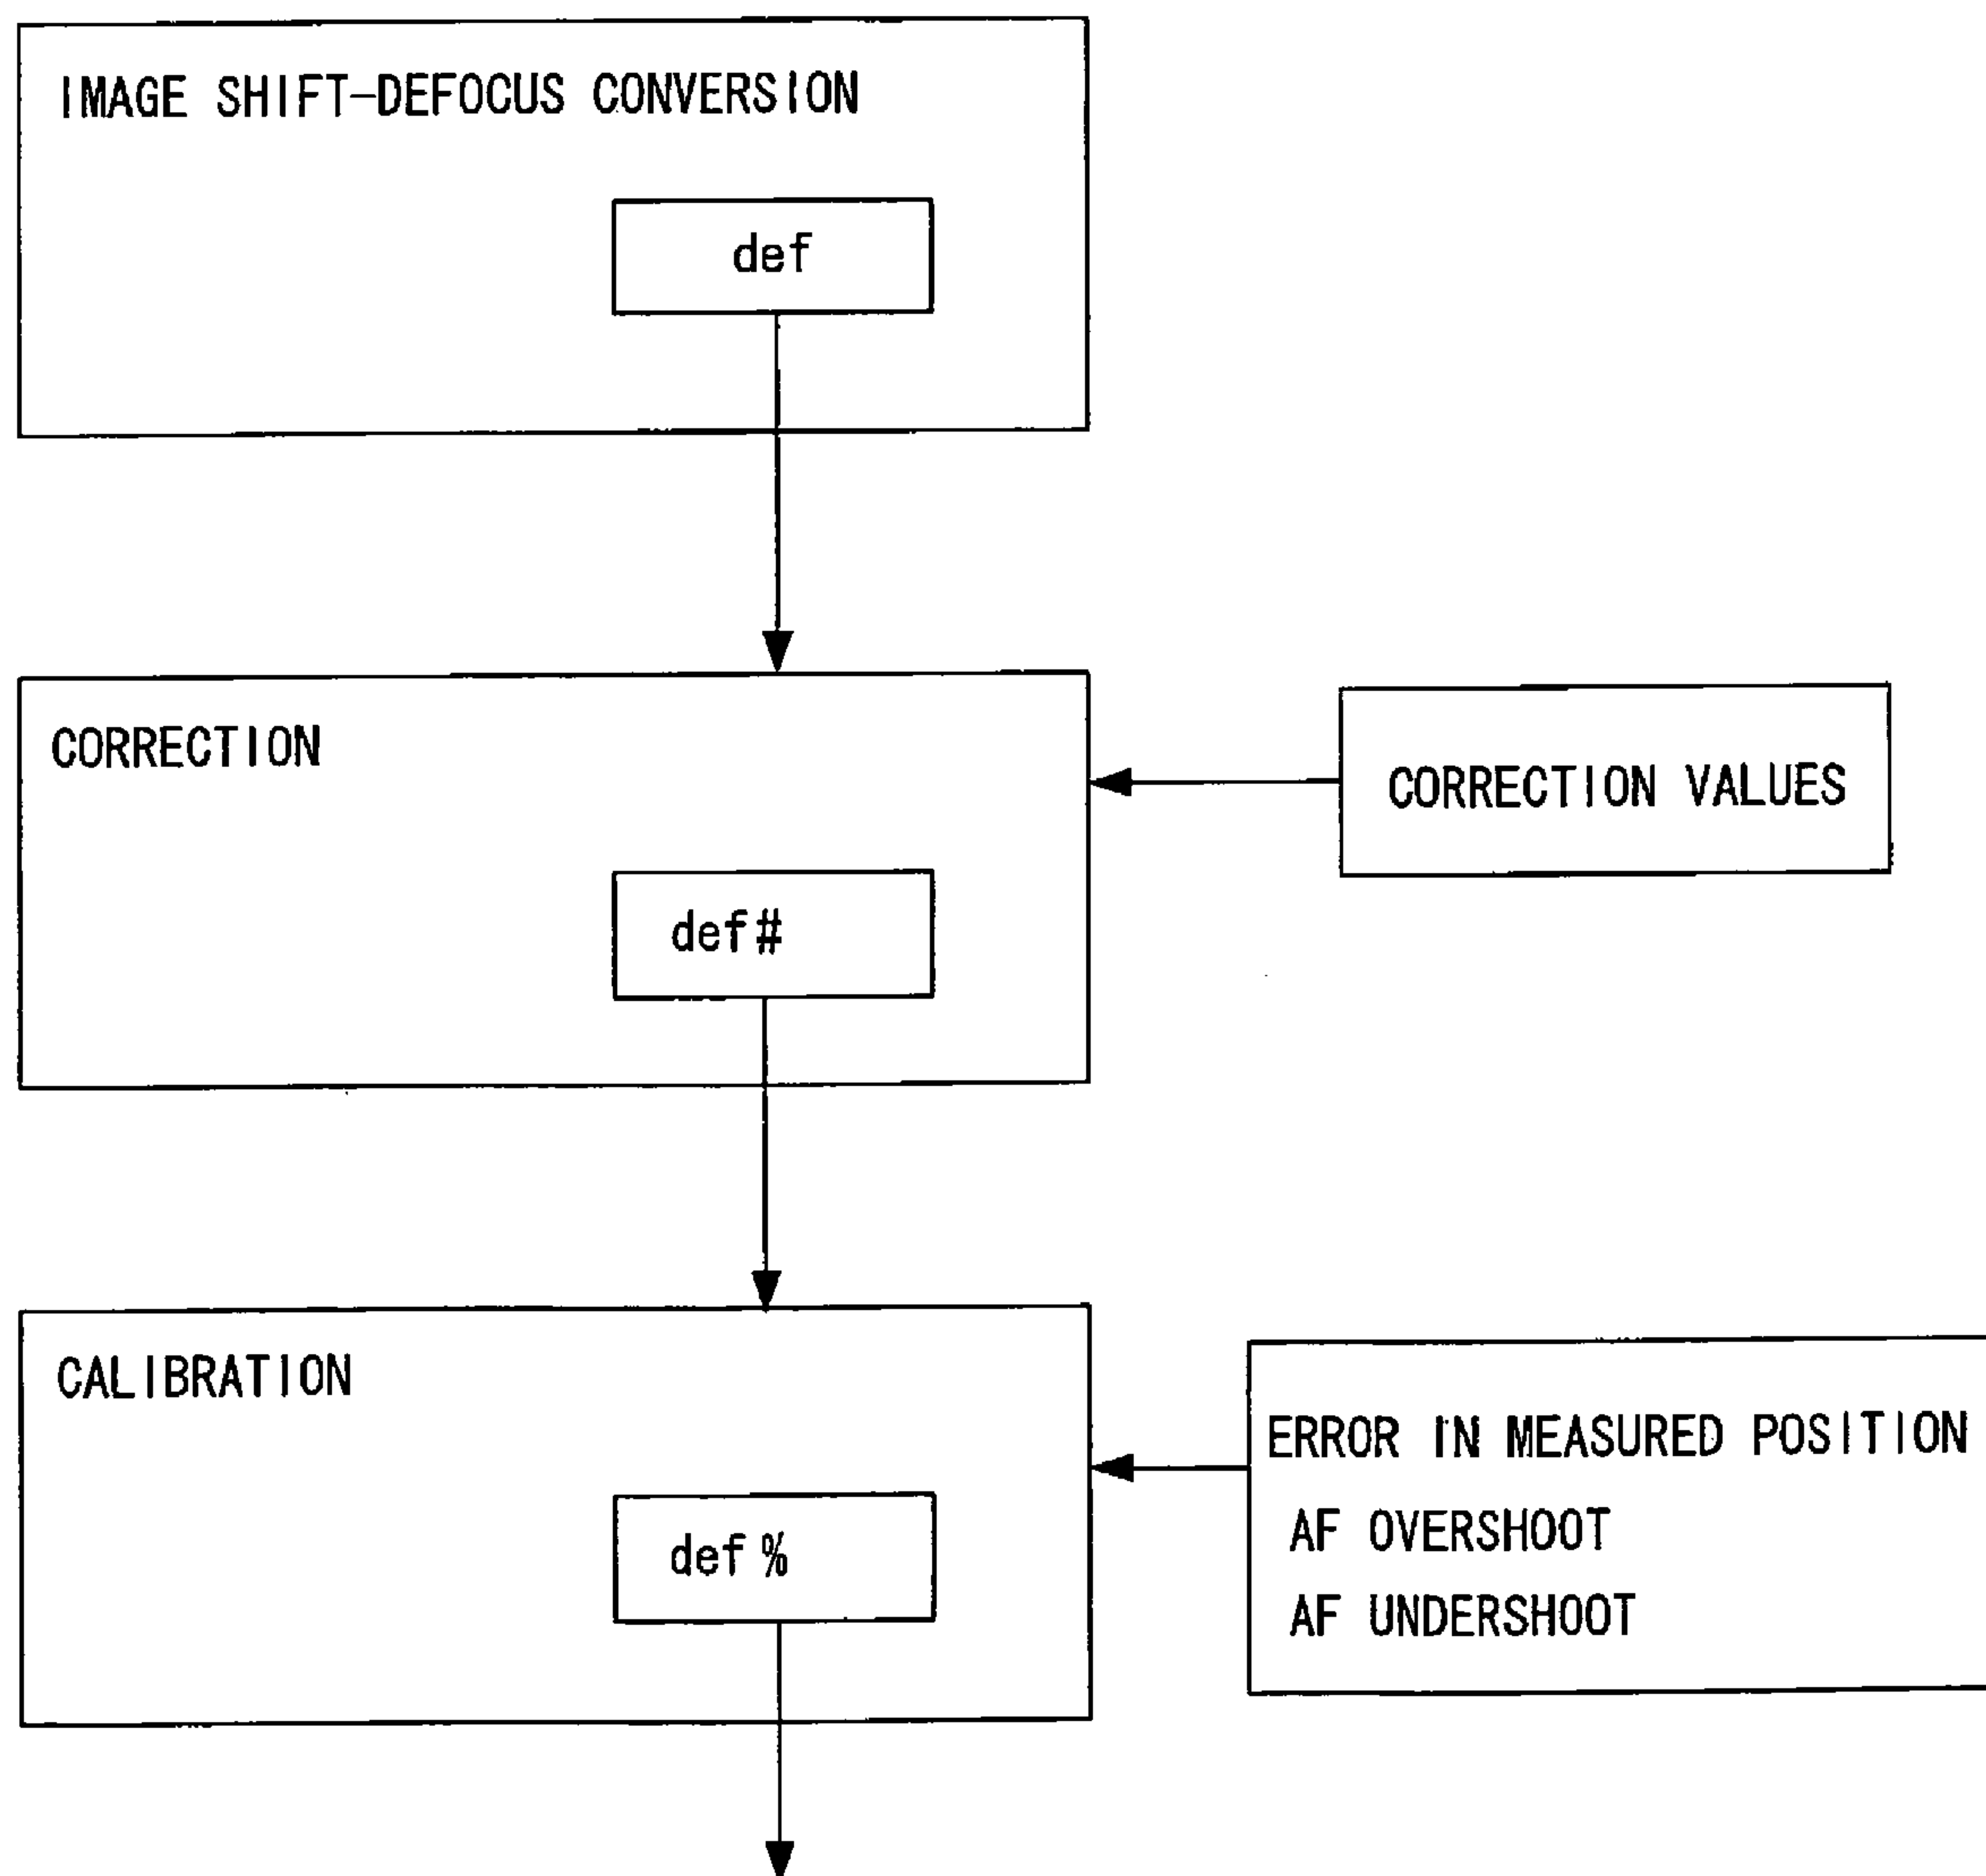 IMAGE SHIFT-DEFOCUS CONVERSION
def
CORRECTION
CORRECTION VALUES
def#
CALIBRATION
def%
ERROR IN MEASURED POSITION
AF OVERSHOOT
AF UNDERSHOOT